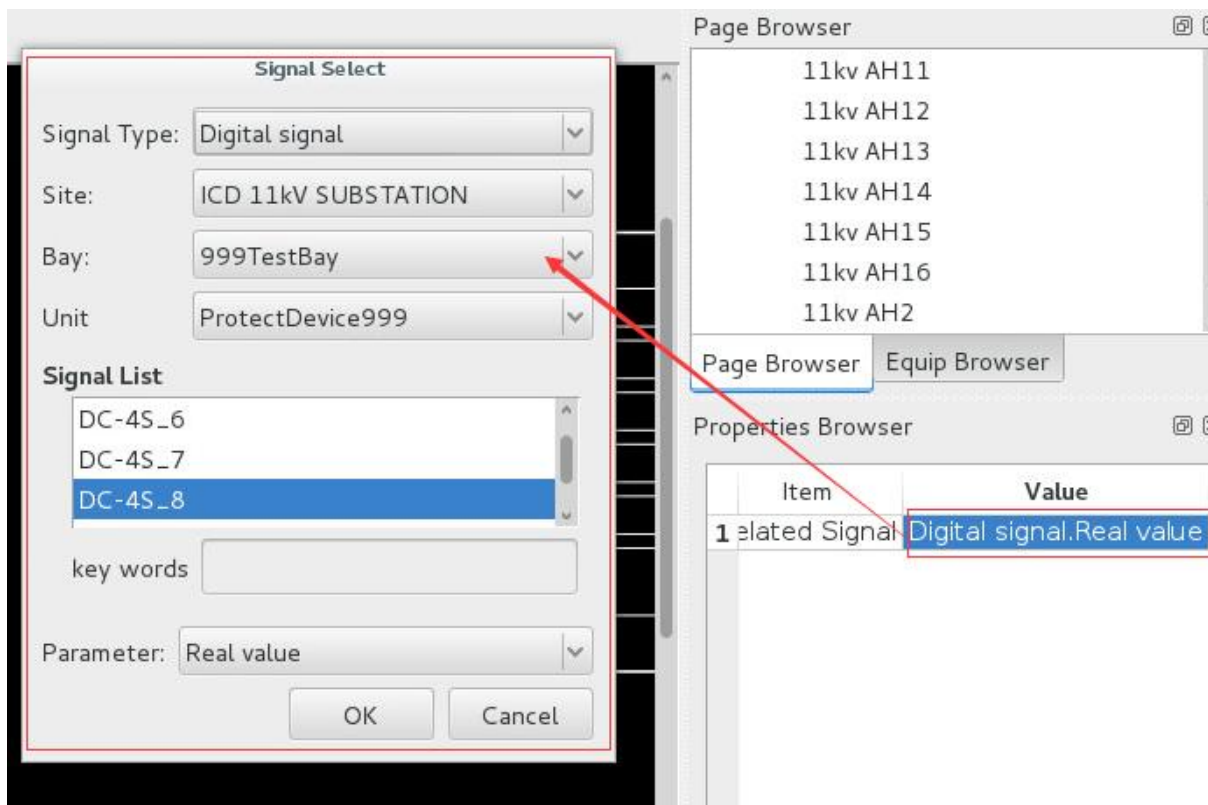 Signal Select
Signal Type: Digital signal
Site: ICD 11kV SUBSTATION
Bay: 999TestBay
Unit ProtectDevice999
Signal List
DC-4S_6
DC-4S_7
DC-4S_8
key words
Parameter: Real value
OK Cancel
Page Browser
11kv AH11
11kv AH12
11kv AH13
11kv AH14
11kv AH15
11kv AH16
11kv AH2
Page Browser Equip Browser
Properties Browser
Item Value
1 elated Signal Digital signal.Real value